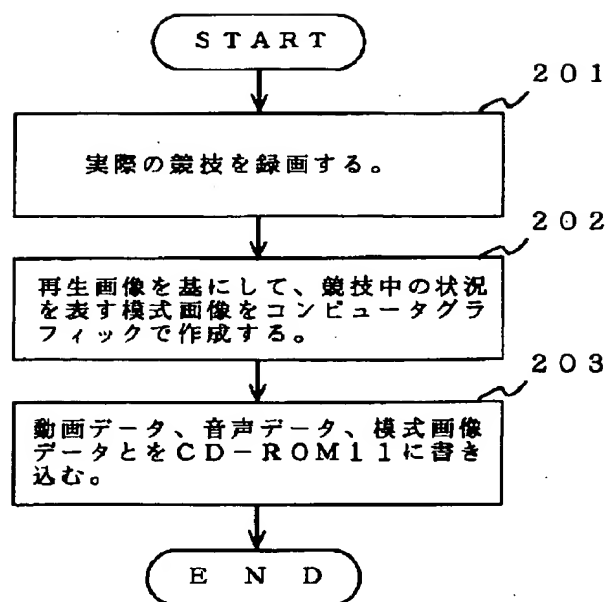 START
201
実際の競技を録画する。
202
再生画像を基にして、競技中の状況
を表す模式画像をコンピュータグラ
フィックで作成する。
203
動画データ、音声データ、模式画像
データとをCD-ROM11に書き
込む。
END